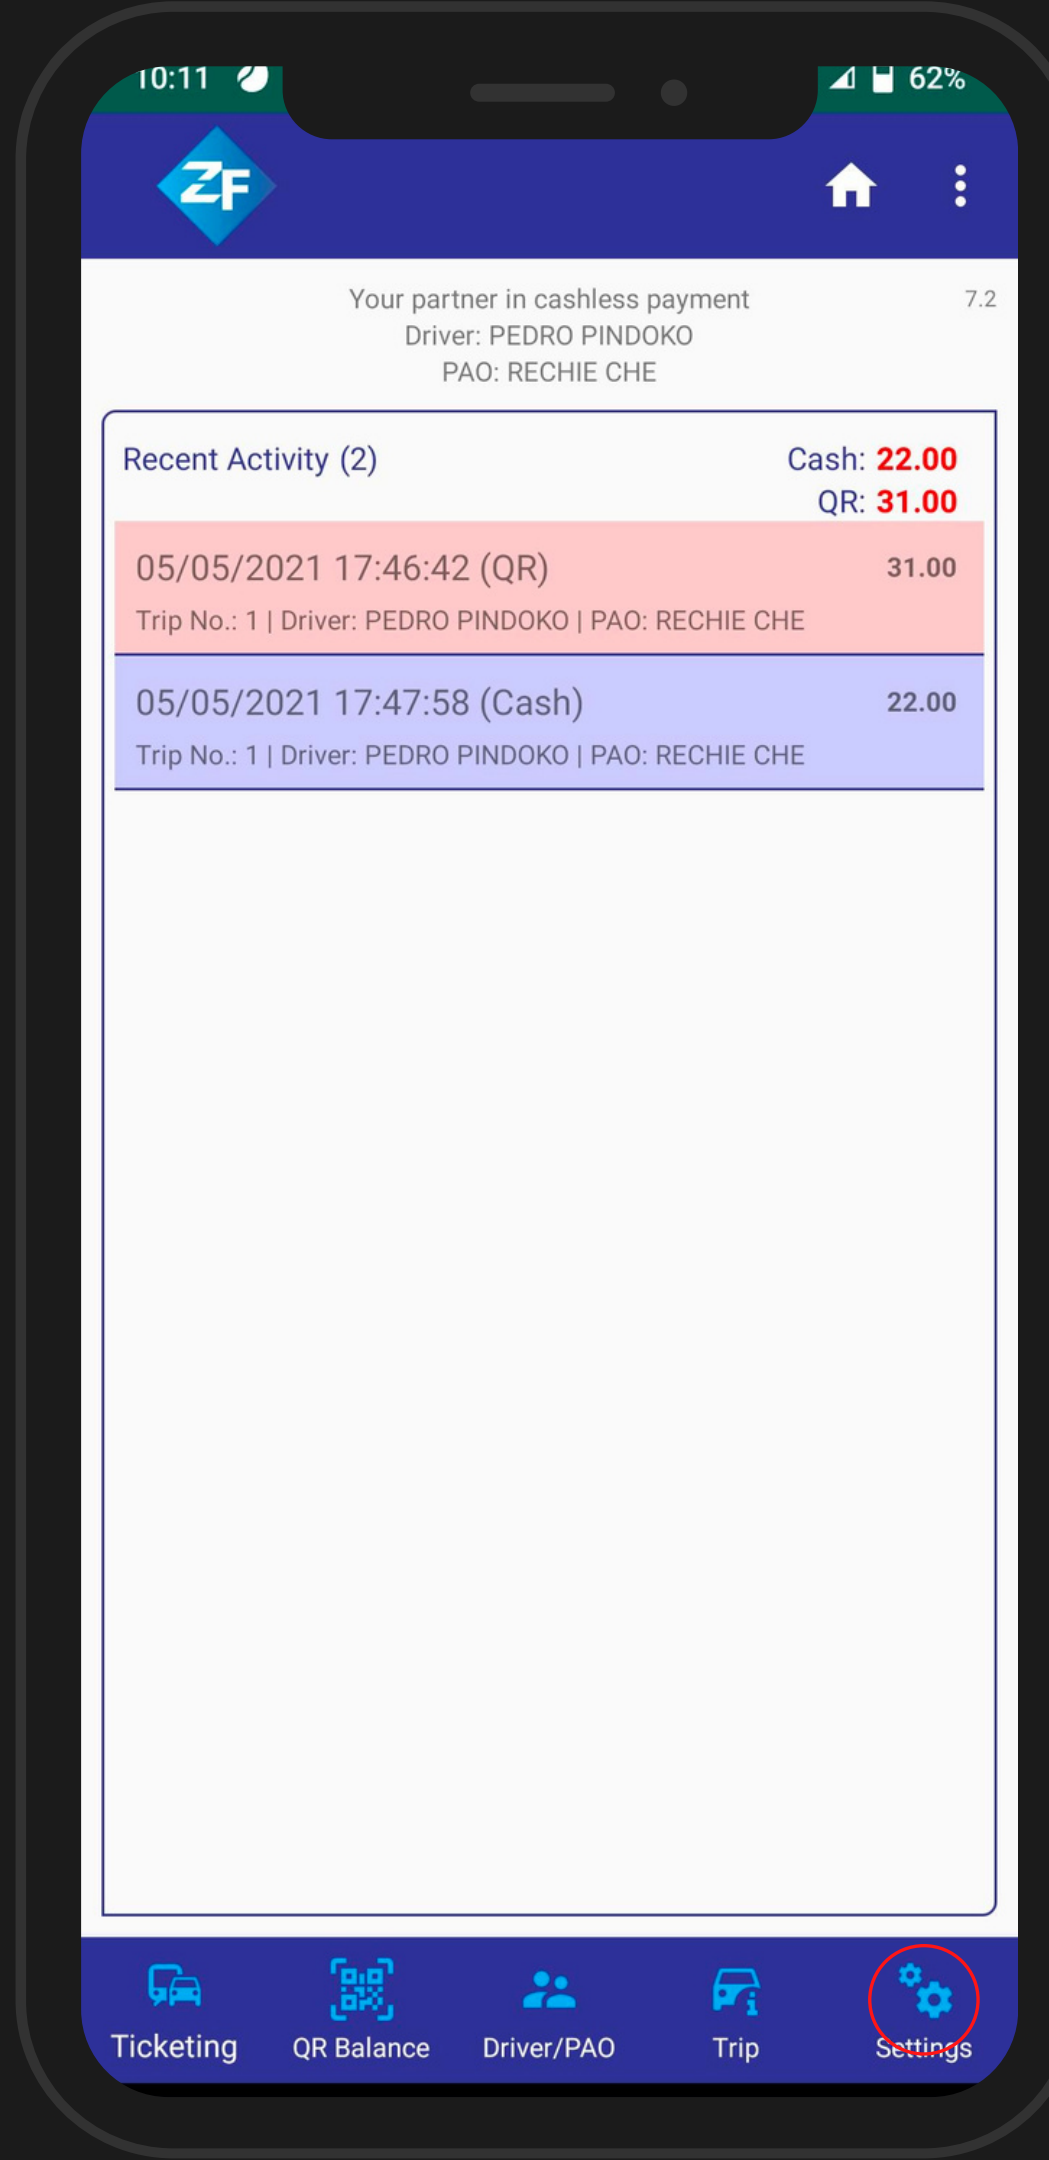 10:11
62%
ZF
Your partner in cashless payment
7.2
Driver: PEDRO PINDOKO
PAO: RECHIE CHE
Recent Activity (2)
Cash: 22.00
QR: 31.00
05/05/2021 17:46:42 (QR)
31.00
Trip No.: 1 | Driver: PEDRO PINDOKO | PAO: RECHIE CHE
05/05/2021 17:47:58 (Cash)
22.00
Trip No.: 1 | Driver: PEDRO PINDOKO | PAO: RECHIE CHE
Ticketing
QR Balance
Driver/PAO
Trip
Settings